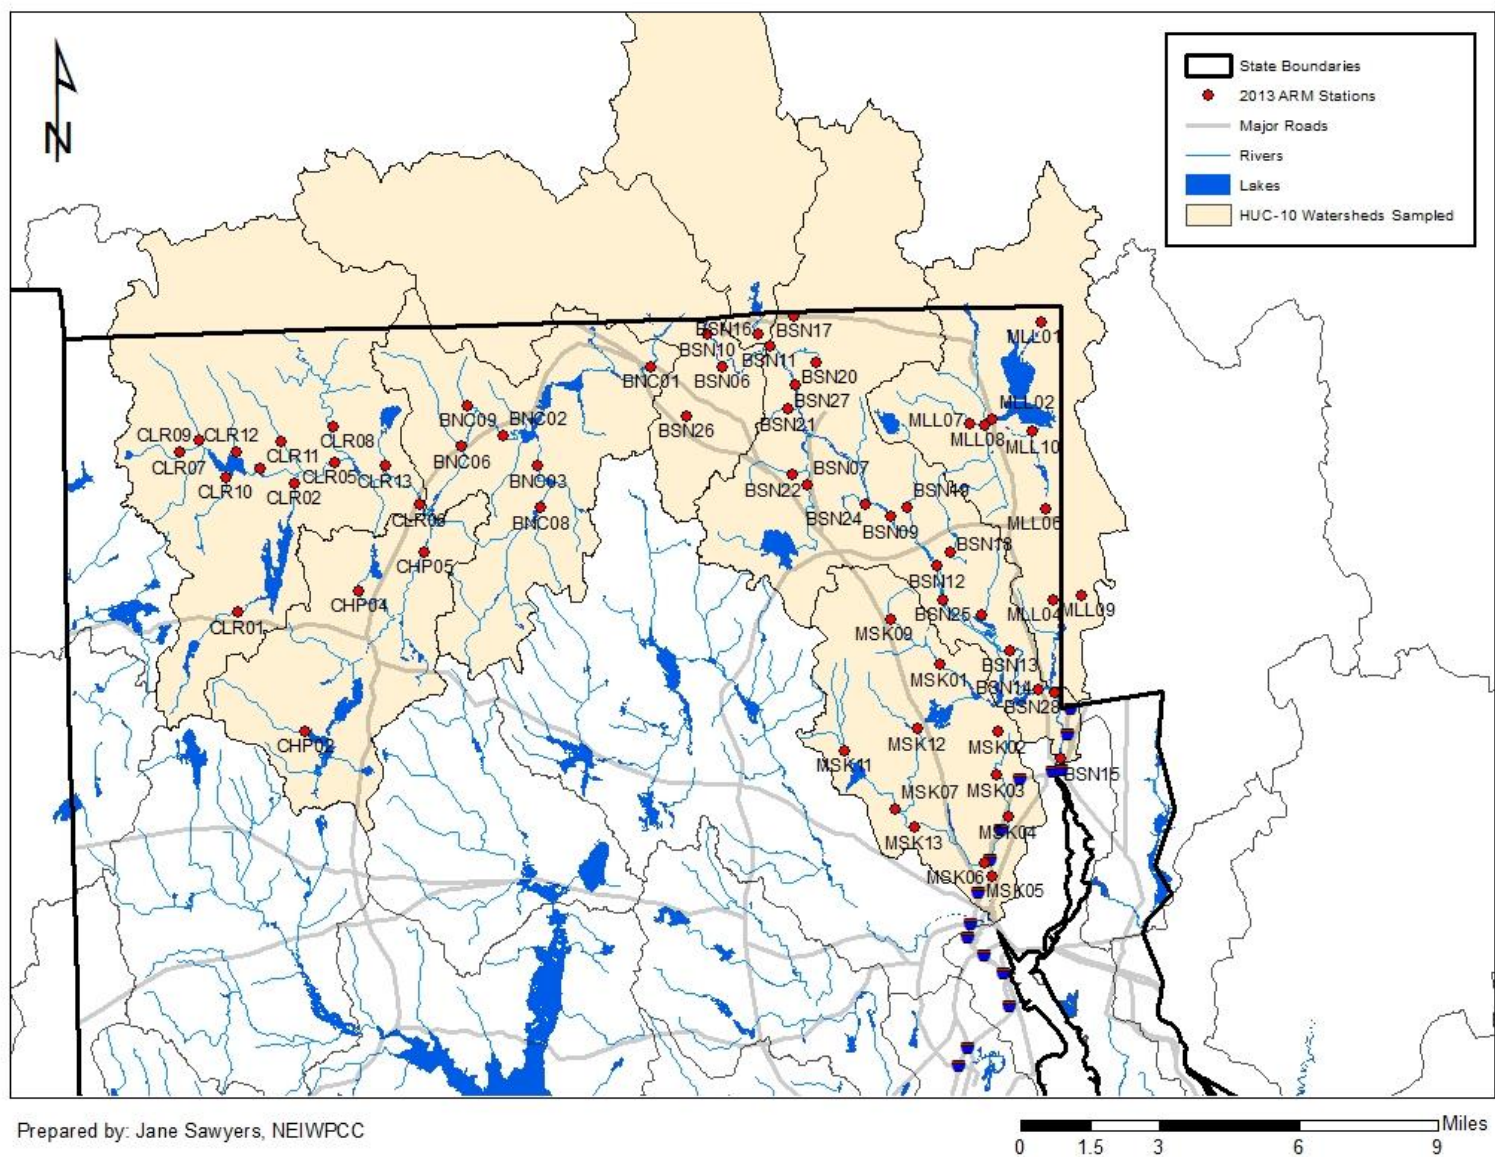 N
State Boundaries
2013 ARM Stations
Major Roads
Rivers
Lakes
HUC-10 Watersheds Sampled
BSN16
BSN17
MLL01
BSN10
BSN11
BNC01
BSN06
BSN20
BSN27
MLL02
BNC09
BNC02
BSN26
BSN21
MLL07
MLL08
CLR09
CLR12
CLR08
MLL10
CLR07
CLR11
BNC06
CLR05
CLR13
BNC03
BSN07
CLR10
CLR02
BSN22
BSN19
CLR06
BNC08
BSN24
BSN09
MLL06
CHP05
BSN18
BSN12
CHP04
CLR01
BSN25
MLL04
MLL09
MSK09
BSN13
MSK01
BSN14
BSN28
CHP02
MSK12
MSK02
MSK11
BSN15
MSK07
MSK03
MSK13
MSK04
MSK06
MSK05
Prepared by: Jane Sawyers, NEIWPCC
Miles
0 1.5 3 6 9